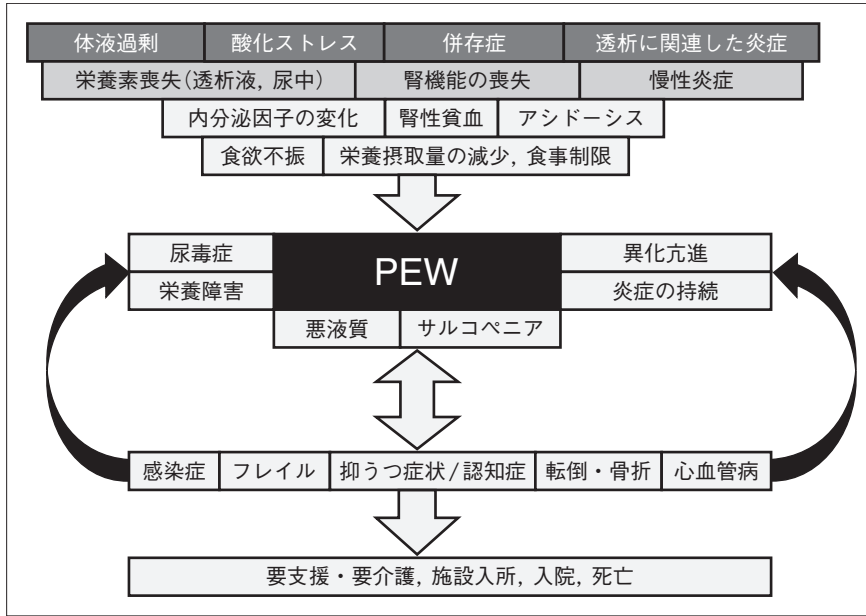 体液過剰 酸化ストレス 併存症 透析に関連した炎症
栄養素喪失(透析液, 尿中) 腎機能の喪失 慢性炎症
内分泌因子の変化 腎性貧血 アシドーシス
食欲不振 栄養摂取量の減少, 食事制限
尿毒症 PEW 異化亢進
栄養障害 炎症の持続
悪液質 サルコペニア
感染症 フレイル 抑うつ症状/認知症 転倒・骨折 心血管病
要支援・要介護, 施設入所, 入院, 死亡